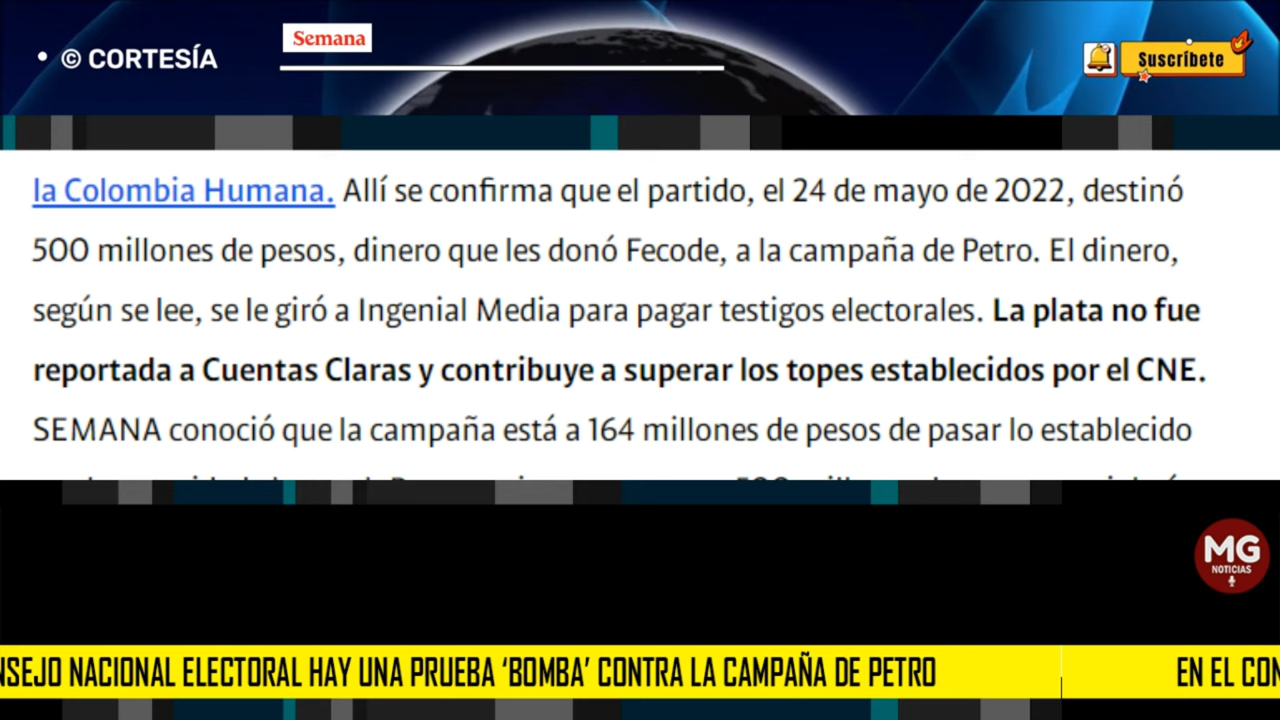 • © CORTESÍA
Semana
Suscríbete
la Colombia Humana. Allí se confirma que el partido, el 24 de mayo de 2022, destinó
500 millones de pesos, dinero que les donó Fecode, a la campaña de Petro. El dinero,
según se lee, se le giró a Ingenial Media para pagar testigos electorales. La plata no fue
reportada a Cuentas Claras y contribuye a superar los topes establecidos por el CNE.
SEMANA conoció que la campaña está a 164 millones de pesos de pasar lo establecido
MG
NOTICIAS
NSEJO NACIONAL ELECTORAL HAY UNA PRUEBA ‘BOMBA’ CONTRA LA CAMPAÑA DE PETRO
EN EL CON